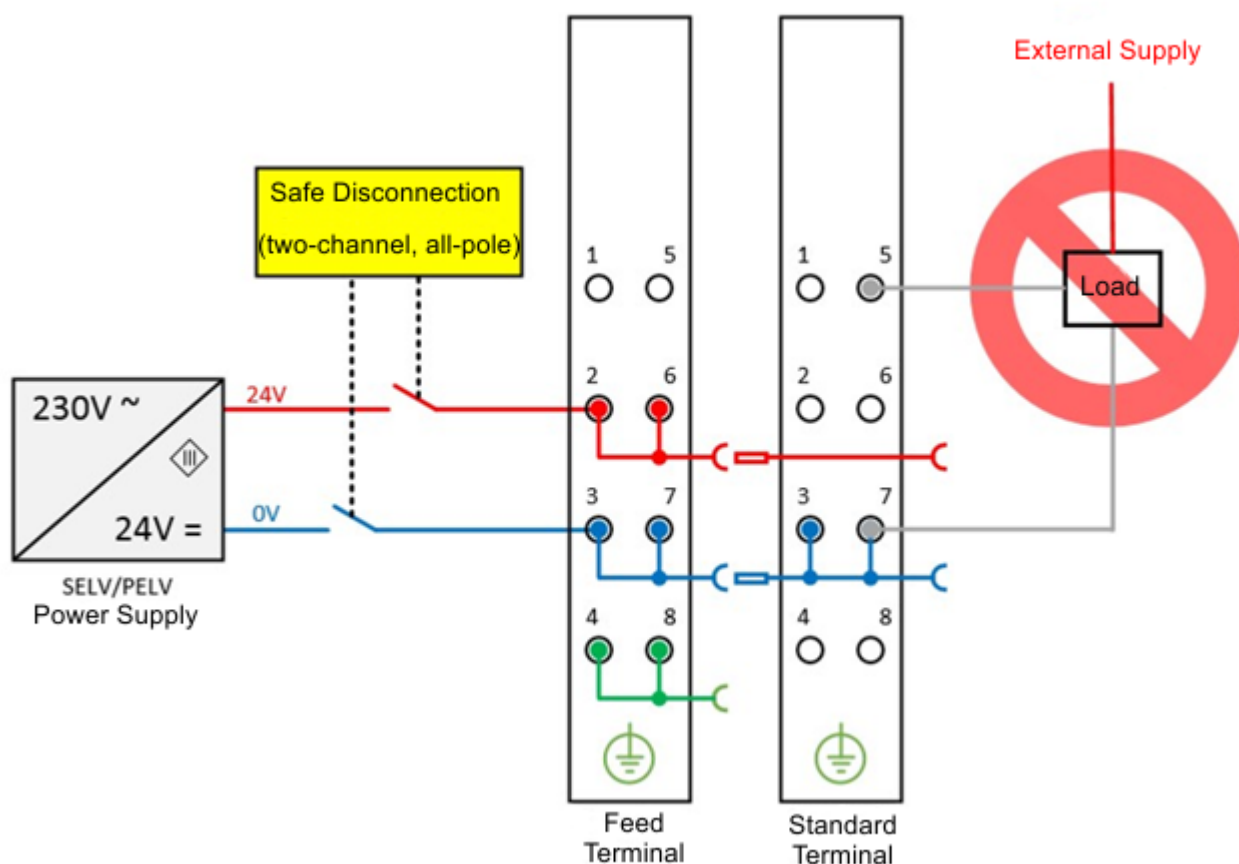 External Supply
Safe Disconnection
(two-channel, all-pole)
1 5
1 5
Load
230V ~
24V
2 6
2 6
III
24V =
0V
3 7
3 7
SELV/PELV
Power Supply
4 8
4 8
Feed
Terminal
Standard
Terminal